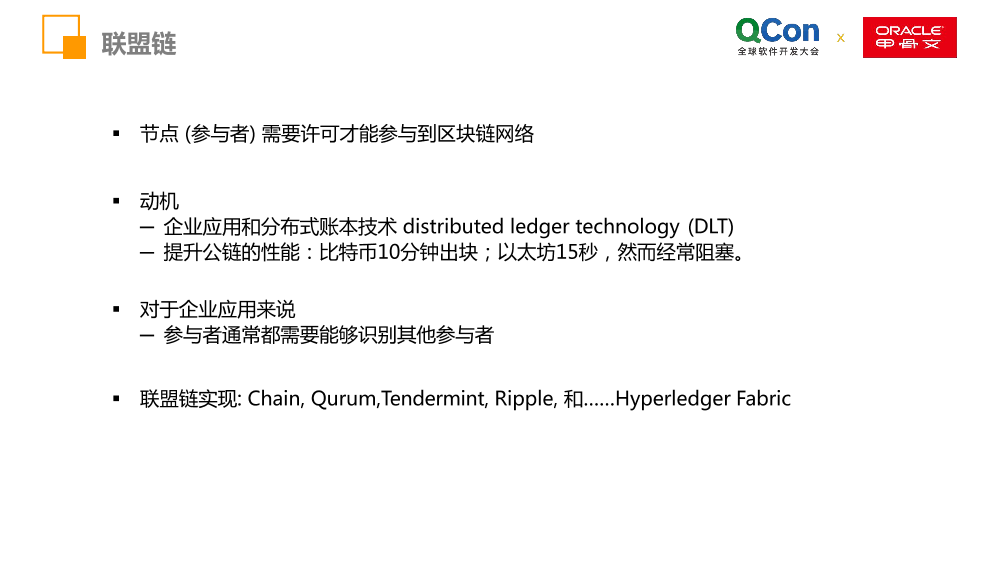 联盟链
QCon
全球软件开发大会
x
ORACLE
甲骨文
▪ 节点 (参与者) 需要许可才能参与到区块链网络
▪ 动机
— 企业应用和分布式账本技术 distributed ledger technology (DLT)
— 提升公链的性能：比特币10分钟出块；以太坊15秒，然而经常阻塞。
▪ 对于企业应用来说
— 参与者通常都需要能够识别其他参与者
▪ 联盟链实现: Chain, Qurum,Tendermint, Ripple, 和......Hyperledger Fabric